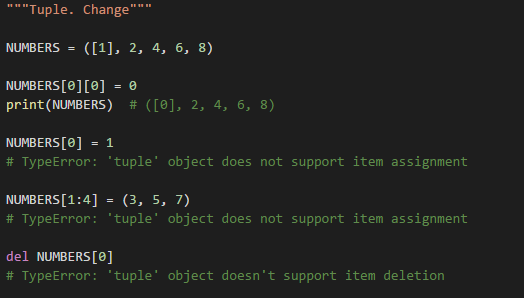 """Tuple. Change"""
NUMBERS = ([1], 2, 4, 6, 8)
NUMBERS[0][0] = 0
print(NUMBERS)  # ([0], 2, 4, 6, 8)
NUMBERS[0] = 1
# TypeError: 'tuple' object does not support item assignment
NUMBERS[1:4] = (3, 5, 7)
# TypeError: 'tuple' object does not support item assignment
del NUMBERS[0]
# TypeError: 'tuple' object doesn't support item deletion